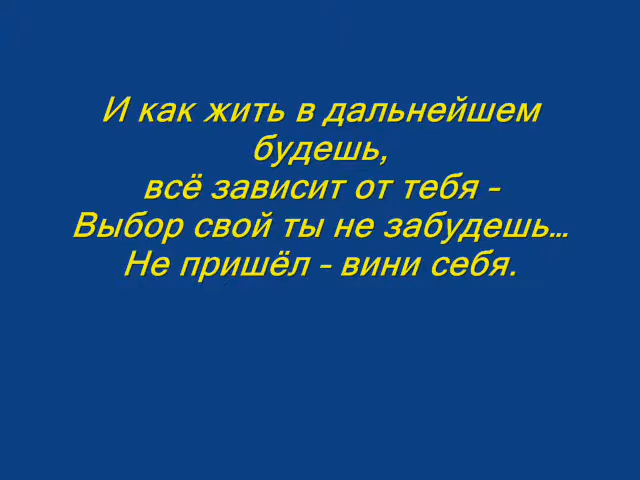 И как жить в дальнейшем
будешь,
всё зависит от тебя -
Выбор свой ты не забудешь...
Не пришёл - вини себя.